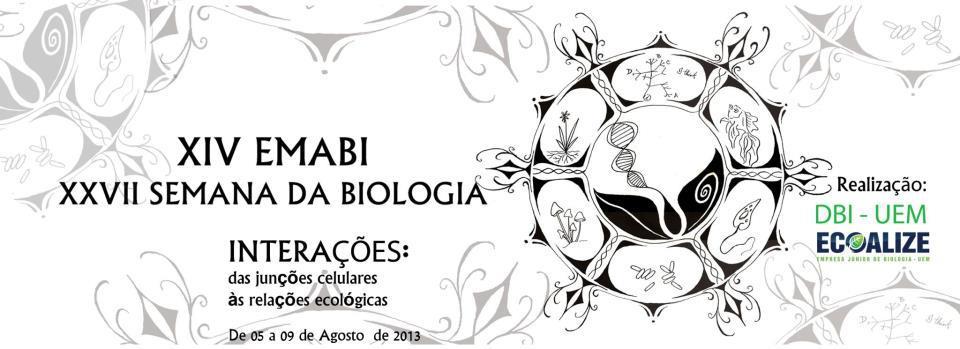 XIV EMABI
XXVII SEMANA DA BIOLOGIA
INTERAÇÕES:
das junções celulares
às relações ecológicas
De 05 a 09 de Agosto de 2013
Realização:
DBI - UEM
ECOALIZE
EMPRESA JÚNIOR DE BIOLOGIA - UEM